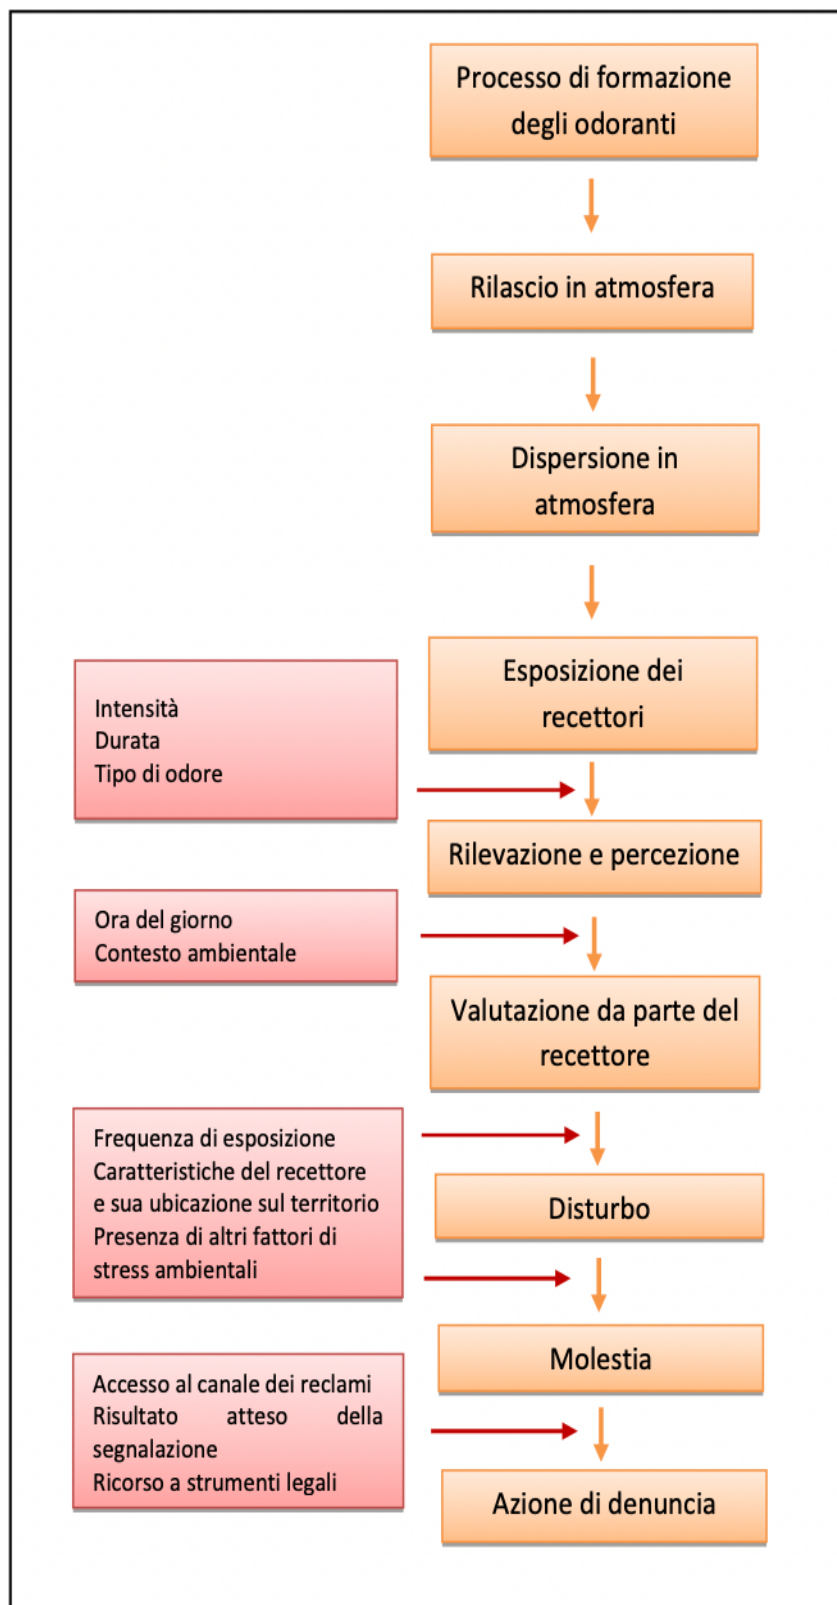 Processo di formazione
degli odoranti
Rilascio in atmosfera
Dispersione in
atmosfera
Esposizione dei
recettori
Intensità
Durata
Tipo di odore
Rilevazione e percezione
Ora del giorno
Contesto ambientale
Valutazione da parte del
recettore
Frequenza di esposizione
Caratteristiche del recettore
e sua ubicazione sul territorio
Presenza di altri fattori di
stress ambientali
Disturbo
Molestia
Accesso al canale dei reclami
Risultato atteso della
segnalazione
Ricorso a strumenti legali
Azione di denuncia